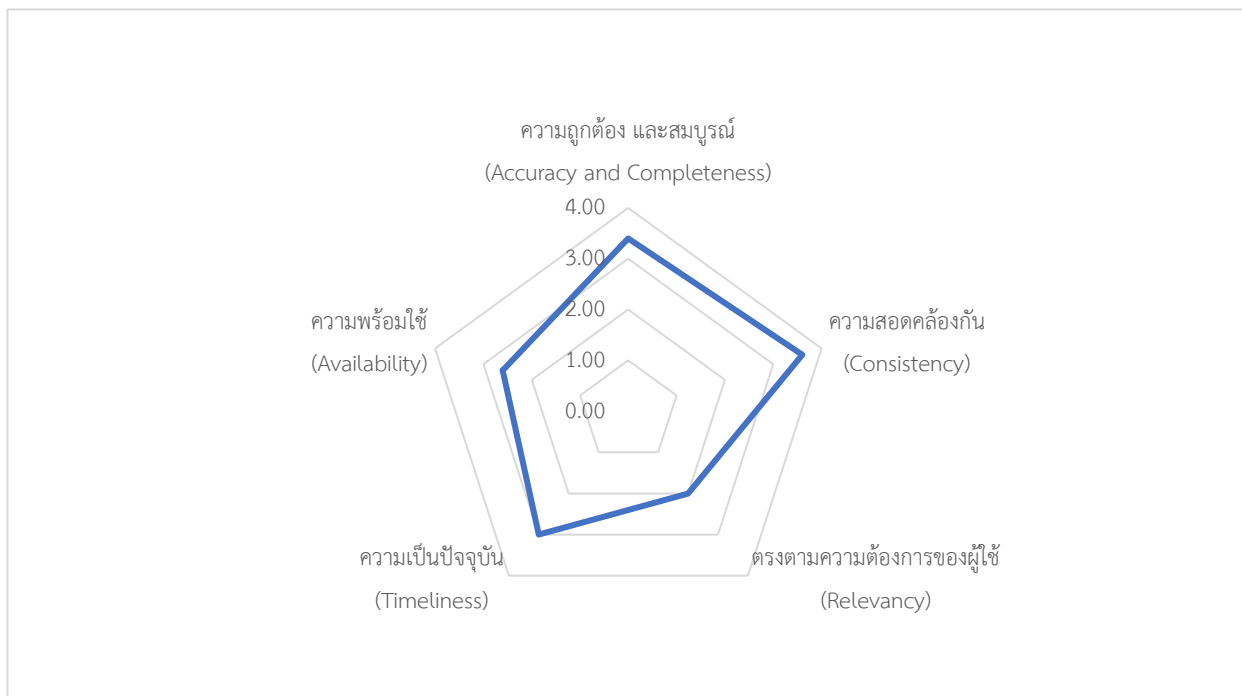 ความถูกต้อง และสมบูรณ์
(Accuracy and Completeness)
4.00
3.00
2.00
1.00
0.00
ความสอดคล้องกัน
(Consistency)
ตรงตามความต้องการของผู้ใช้
(Relevancy)
ความเป็นปัจจุบัน
(Timeliness)
ความพร้อมใช้
(Availability)